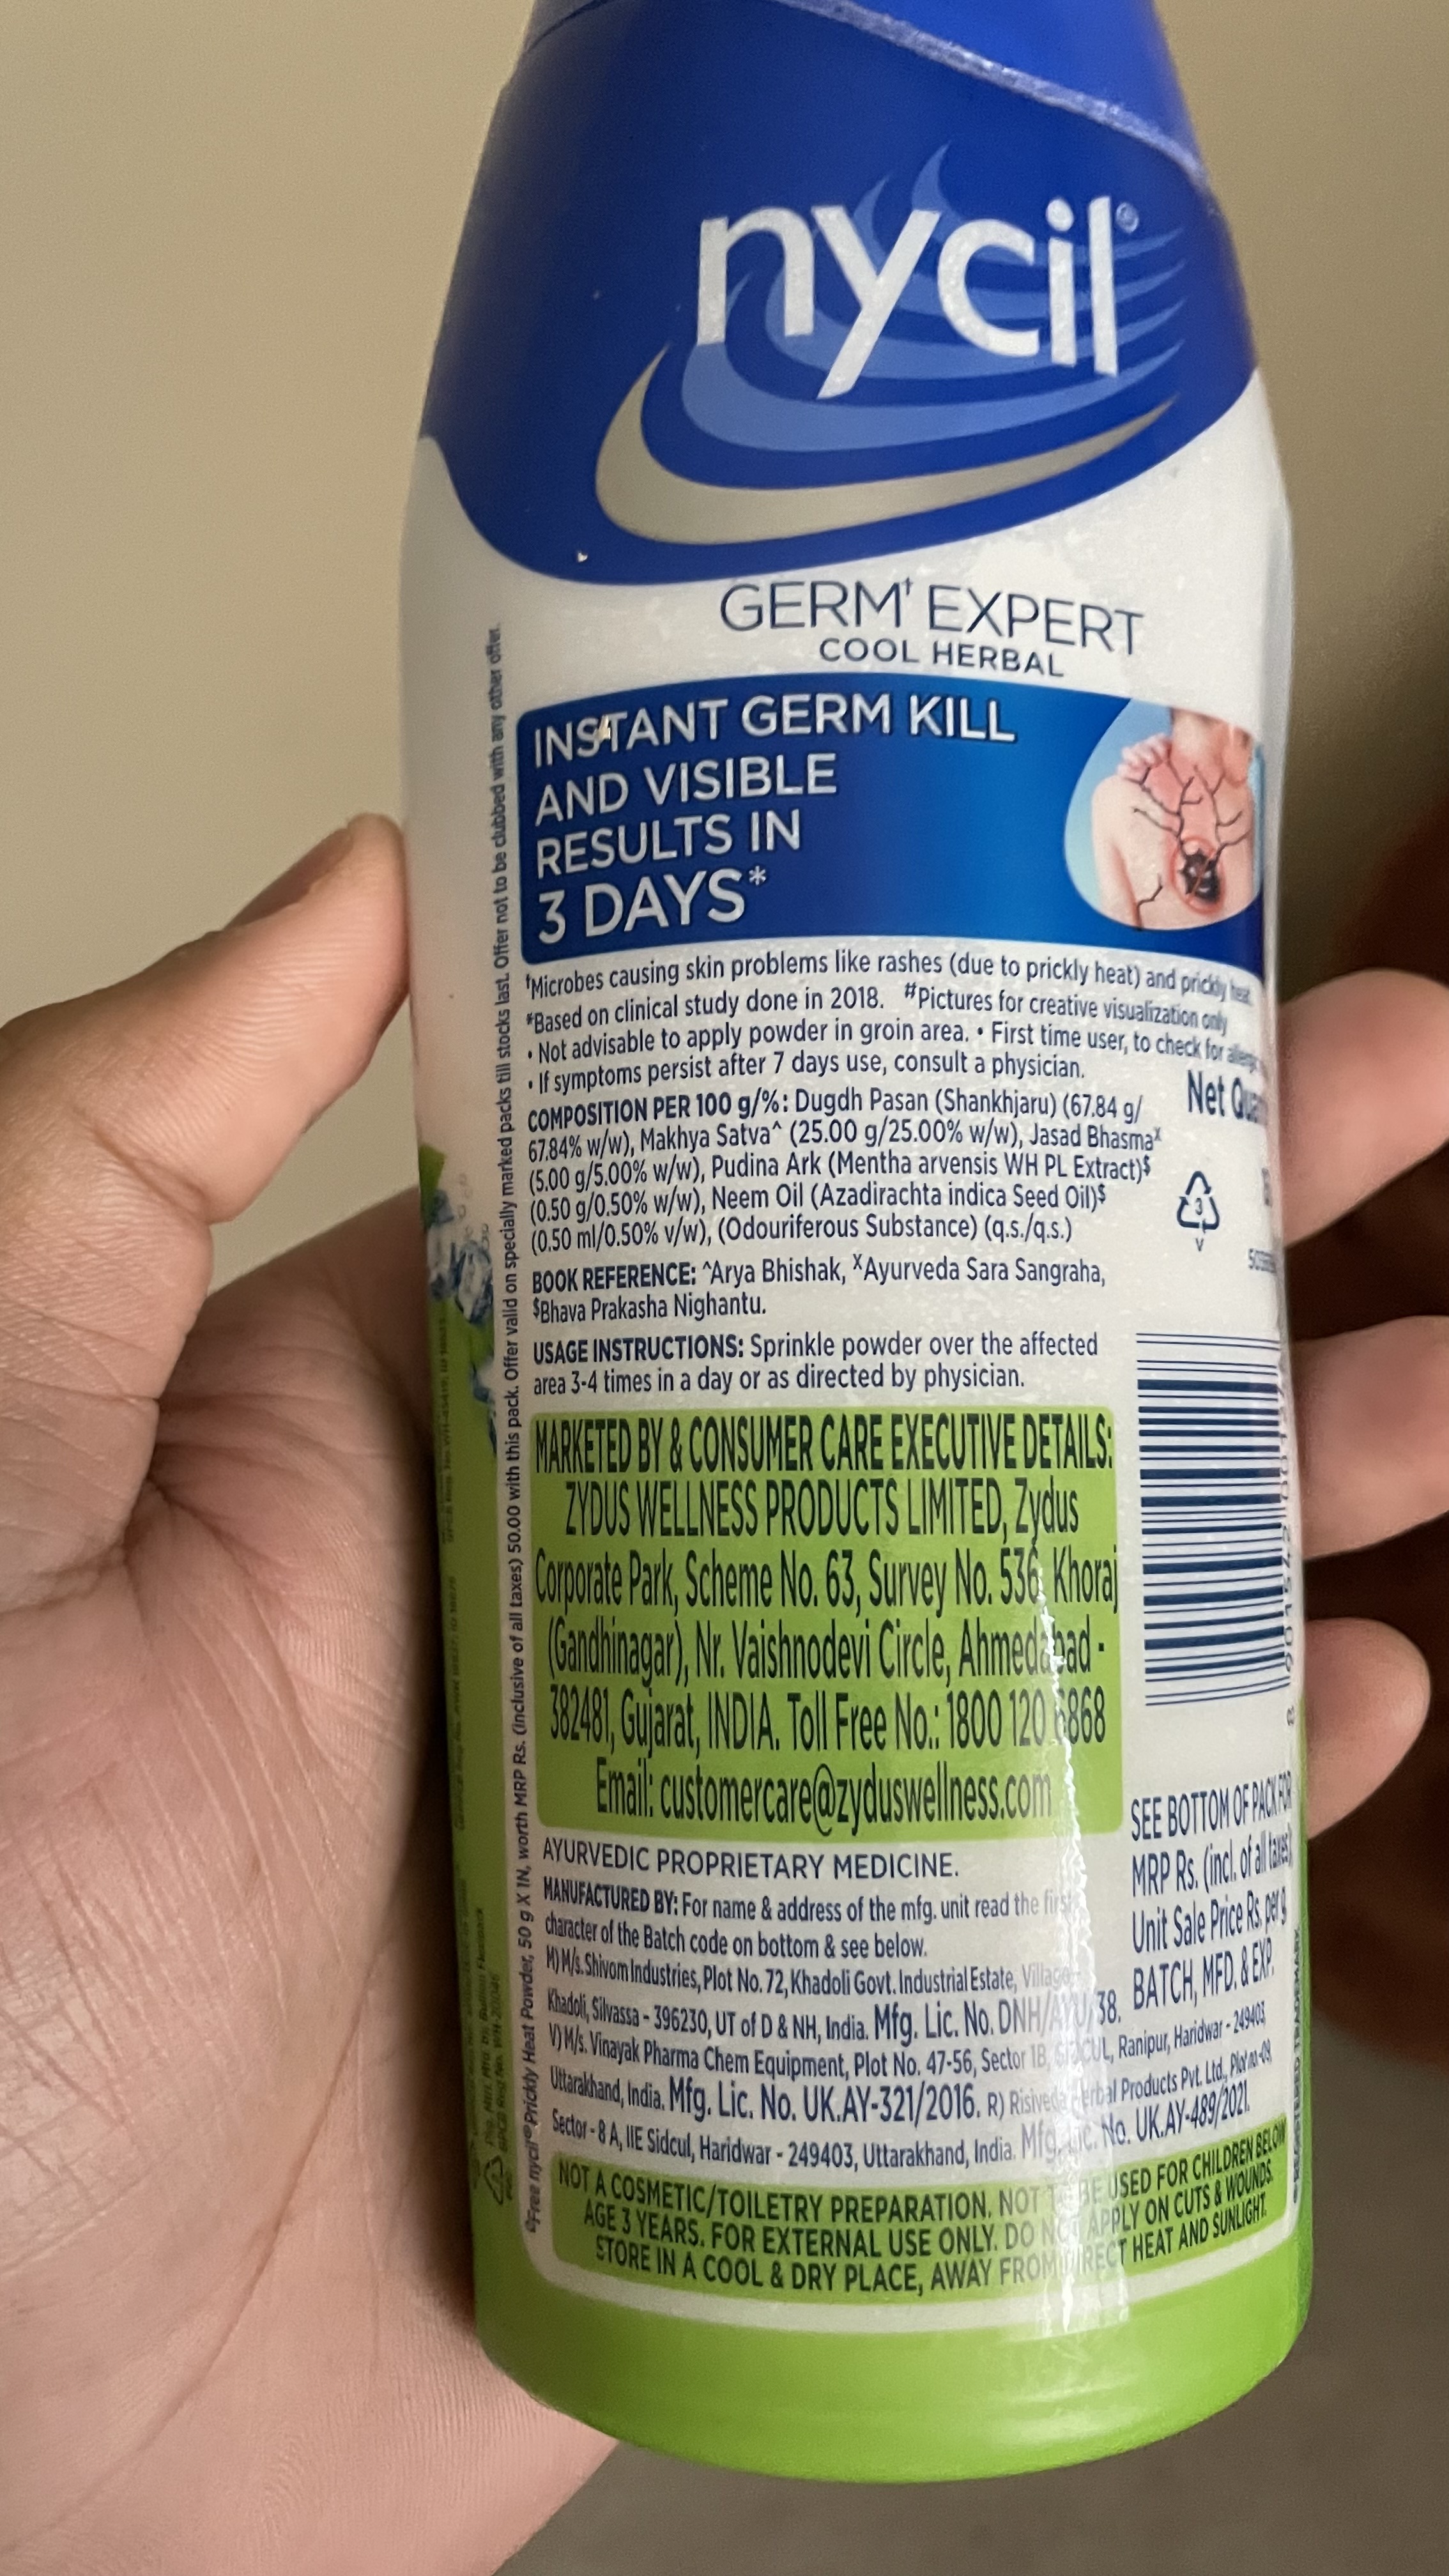 nycil®
GERM† EXPERT
COOL HERBAL
INSTANT GERM KILL
AND VISIBLE
RESULTS IN
3 DAYS*
†Microbes causing skin problems like rashes (due to prickly heat) and prickly heat
*Based on clinical study done in 2018. #Pictures for creative visualization only
• Not advisable to apply powder in groin area. • First time user, to check for
• If symptoms persist after 7 days use, consult a physician.
COMPOSITION PER 100 g/%: Dugdh Pasan (Shankhjaru) (67.84 g/
67.84% w/w), Makhya Satva^ (25.00 g/25.00% w/w), Jasad Bhasmaˣ
(5.00 g/5.00% w/w), Pudina Ark (Mentha arvensis WH PL Extract)$
(0.50 g/0.50% w/w), Neem Oil (Azadirachta indica Seed Oil)$
(0.50 ml/0.50% v/w), (Odouriferous Substance) (q.s./q.s.)
BOOK REFERENCE: ^Arya Bhishak, ˣAyurveda Sara Sangraha,
$Bhava Prakasha Nighantu.
USAGE INSTRUCTIONS: Sprinkle powder over the affected
area 3-4 times in a day or as directed by physician.
MARKETED BY & CONSUMER CARE EXECUTIVE DETAILS:
ZYDUS WELLNESS PRODUCTS LIMITED, Zydus
Corporate Park, Scheme No. 63, Survey No. 536, Khoraj
(Gandhinagar), Nr. Vaishnodevi Circle, Ahmedabad -
382481, Gujarat, INDIA. Toll Free No.: 1800 120 6868
Email: customercare@zyduswellness.com
AYURVEDIC PROPRIETARY MEDICINE.
MANUFACTURED BY: For name & address of the mfg. unit read the first
character of the Batch code on bottom & see below.
M) M/s. Shivom Industries, Plot No. 72, Khadoli Govt. Industrial Estate, Village
Khadoli, Silvassa - 396230, UT of D & NH, India. Mfg. Lic. No. DNH/AYU/38.
V) M/s. Vinayak Pharma Chem Equipment, Plot No. 47-56, Sector 1B, SIDCUL, Ranipur, Haridwar - 249403,
Uttarakhand, India. Mfg. Lic. No. UK.AY-321/2016. R) Risiveda Herbal Products Pvt. Ltd., Plot no-09,
Sector - 8 A, IIE Sidcul, Haridwar - 249403, Uttarakhand, India. Mfg. Lic. No. UK.AY-489/2021.
NOT A COSMETIC/TOILETRY PREPARATION. NOT TO BE USED FOR CHILDREN BELOW
AGE 3 YEARS. FOR EXTERNAL USE ONLY. DO NOT APPLY ON CUTS & WOUNDS.
STORE IN A COOL & DRY PLACE, AWAY FROM DIRECT HEAT AND SUNLIGHT.
Net
3
V
SEE BOTTOM OF PACK FOR
MRP Rs. (incl. of all taxes)
Unit Sale Price Rs. per g
BATCH, MFD. & EXP.
Free nycil® Prickly Heat Powder, 50 g X 1N, worth MRP Rs. (inclusive of all taxes) 50.00 with this pack. Offer valid on specially marked packs till stocks last. Offer not to be clubbed with any other offer.
REGISTERED TRADEMARK